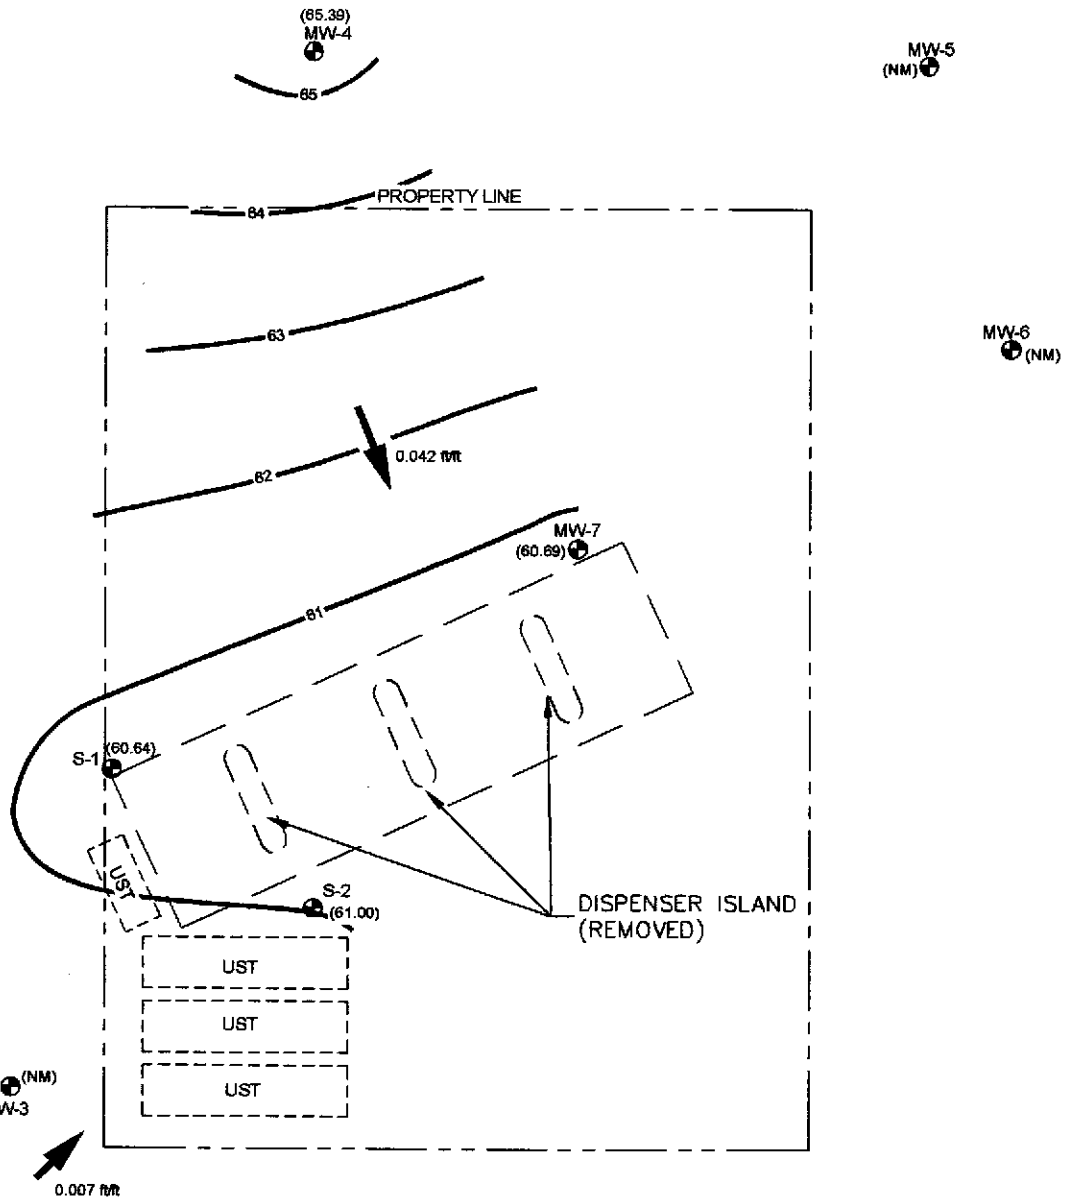 (65.39)
MW-4
MW-5
(NM)
65
PROPERTY LINE
64
63
MW-6
(NM)
62
0.042 ft/ft
MW-7
(60.69)
61
(60.64)
S-1
UST
S-2
(61.00)
DISPENSER ISLAND
(REMOVED)
UST
UST
UST
(NM)
W-3
0.007 ft/ft